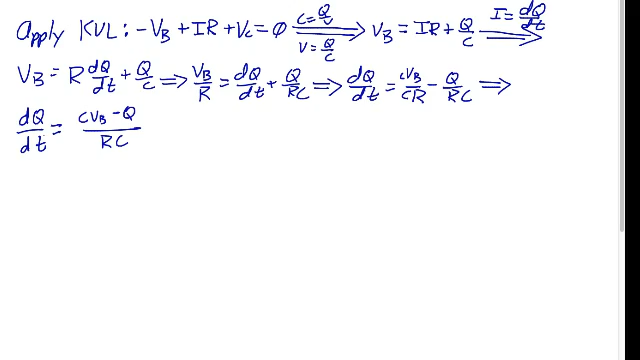 Apply KVL: -V_B + IR + V_C = 0 ⟹ (C = Q/V, V = Q/C) V_B = IR + Q/C ⟹ (I = dQ/dt)
V_B = R dQ/dt + Q/C ⟹ V_B/R = dQ/dt + Q/RC ⟹ dQ/dt = CV_B/CR - Q/RC ⟹
dQ/dt = CV_B - Q/RC